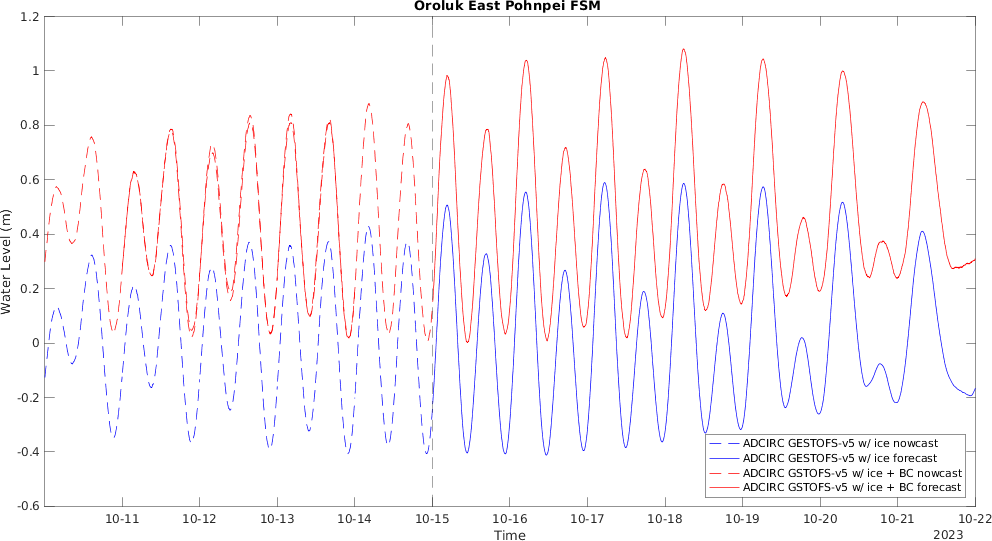 Oroluk East Pohnpei FSM
1.2
1
0.8
0.6
0.4
0.2
0
-0.2
-0.4
-0.6
Water Level (m)
ADCIRC GESTOFS-v5 w/ ice nowcast
ADCIRC GESTOFS-v5 w/ ice forecast
ADCIRC GSTOFS-v5 w/ ice + BC nowcast
ADCIRC GSTOFS-v5 w/ ice + BC forecast
10-11 10-12 10-13 10-14 10-15 10-16 10-17 10-18 10-19 10-20 10-21 10-22
Time
2023